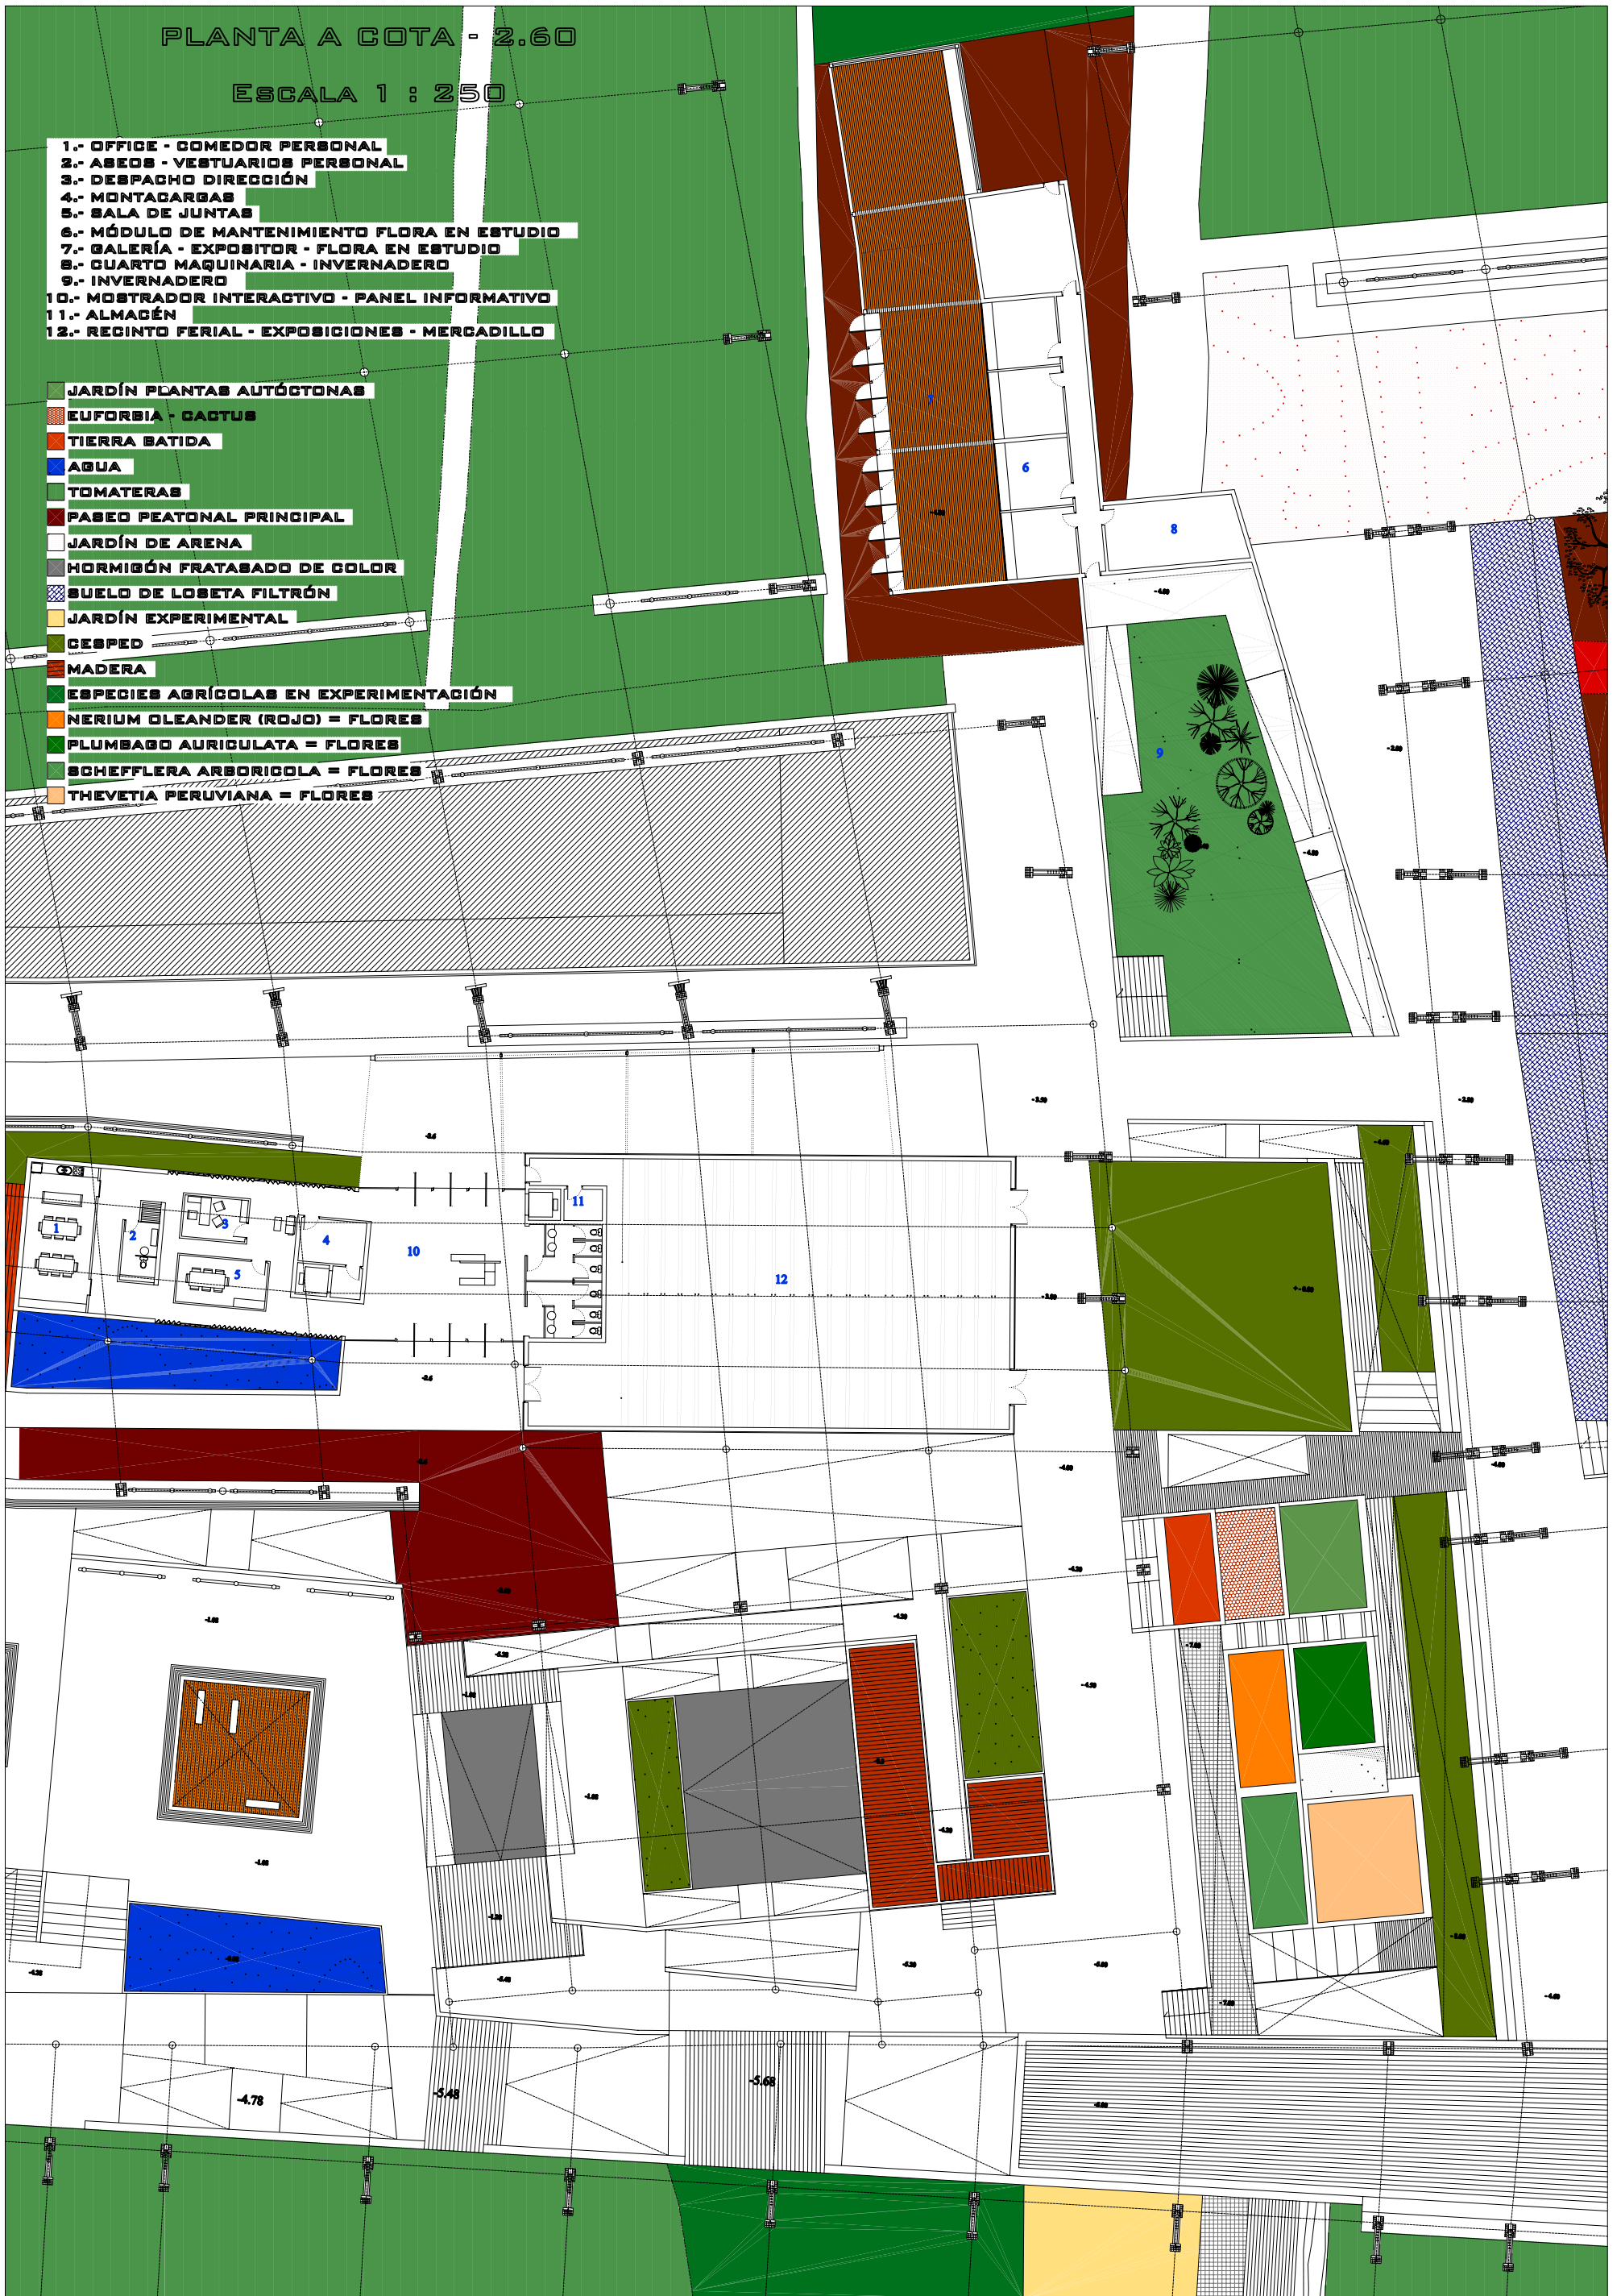 PLANTA A COTA - 2.60
ESCALA 1 : 250
1.- OFFICE - COMEDOR PERSONAL
2.- ASEOS - VESTUARIOS PERSONAL
3.- DESPACHO DIRECCIÓN
4.- MONTACARGAS
5.- SALA DE JUNTAS
6.- MÓDULO DE MANTENIMIENTO FLORA EN ESTUDIO
7.- GALERÍA - EXPOSITOR - FLORA EN ESTUDIO
8.- CUARTO MAQUINARIA - INVERNADERO
9.- INVERNADERO
10.- MOSTRADOR INTERACTIVO - PANEL INFORMATIVO
11.- ALMACÉN
12.- RECINTO FERIAL - EXPOSICIONES - MERCADILLO
JARDÍN PLANTAS AUTÓCTONAS
EUFORBIA - CACTUS
TIERRA BATIDA
AGUA
TOMATERAS
PASEO PEATONAL PRINCIPAL
JARDÍN DE ARENA
HORMIGÓN FRATASADO DE COLOR
SUELO DE LOSETA FILTRÓN
JARDÍN EXPERIMENTAL
CESPED
MADERA
ESPECIES AGRÍCOLAS EN EXPERIMENTACIÓN
NERIUM OLEANDER (ROJO) = FLORES
PLUMBAGO AURICULATA = FLORES
SCHEFFLERA ARBORICOLA = FLORES
THEVETIA PERUVIANA = FLORES
7
6
8
9
11
1
2
3
4
10
5
12
-4.78
-5.48
-5.68